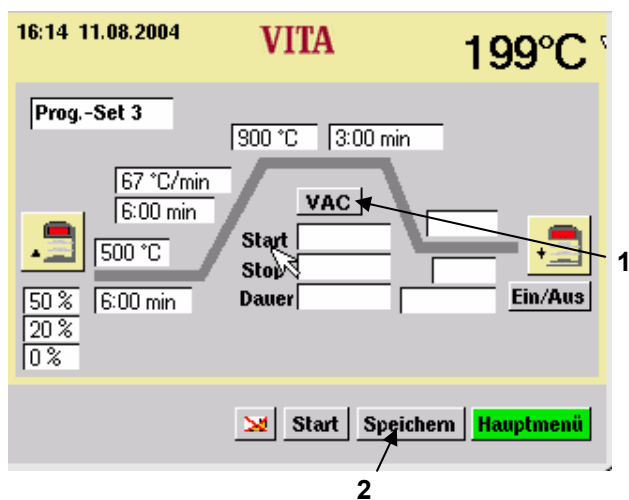 16:14 11.08.2004
VITA
199°C
Prog.-Set 3
900 °C
3:00 min
67 °C/min
6:00 min
VAC
500 °C
Start
Stop
1
50 %
6:00 min
Dauer
Ein/Aus
20 %
0 %
Start
Speichern
Hauptmenü
2